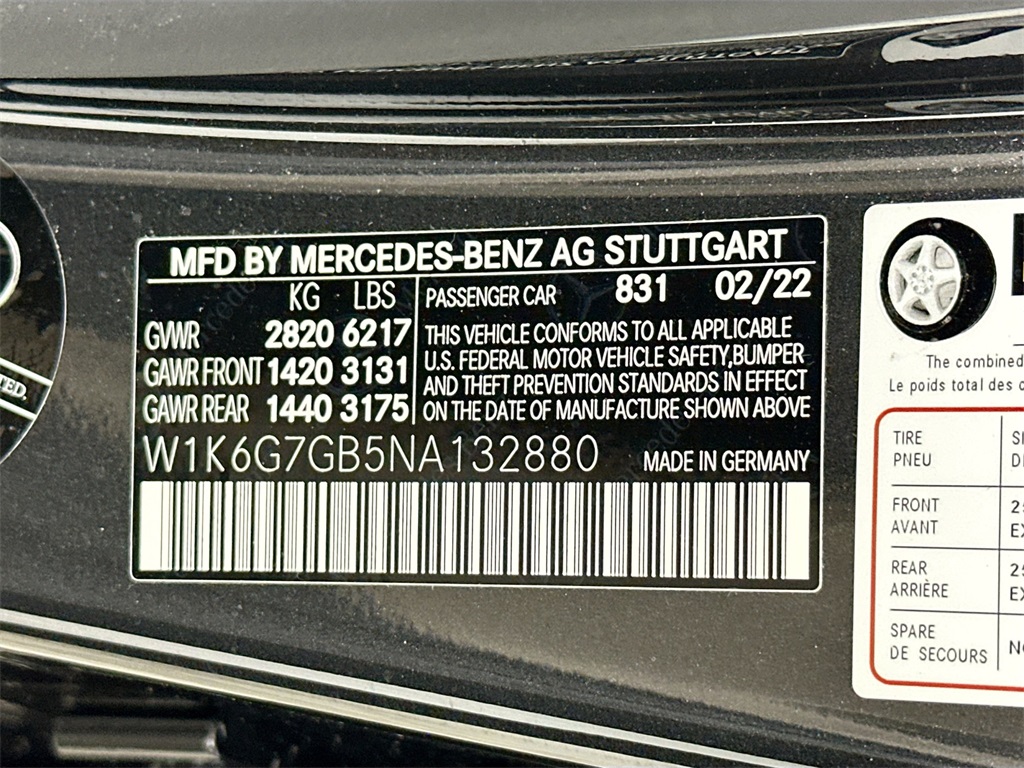 MFD BY MERCEDES-BENZ AG STUTTGART
KG LBS
GVWR 2820 6217
GAWR FRONT 1420 3131
GAWR REAR 1440 3175
PASSENGER CAR 831 02/22
THIS VEHICLE CONFORMS TO ALL APPLICABLE
U.S. FEDERAL MOTOR VEHICLE SAFETY,BUMPER
AND THEFT PREVENTION STANDARDS IN EFFECT
ON THE DATE OF MANUFACTURE SHOWN ABOVE
W1K6G7GB5NA132880 MADE IN GERMANY
The combined
Le poids total des
TIRE
PNEU
FRONT
AVANT
REAR
ARRIÈRE
SPARE
DE SECOURS